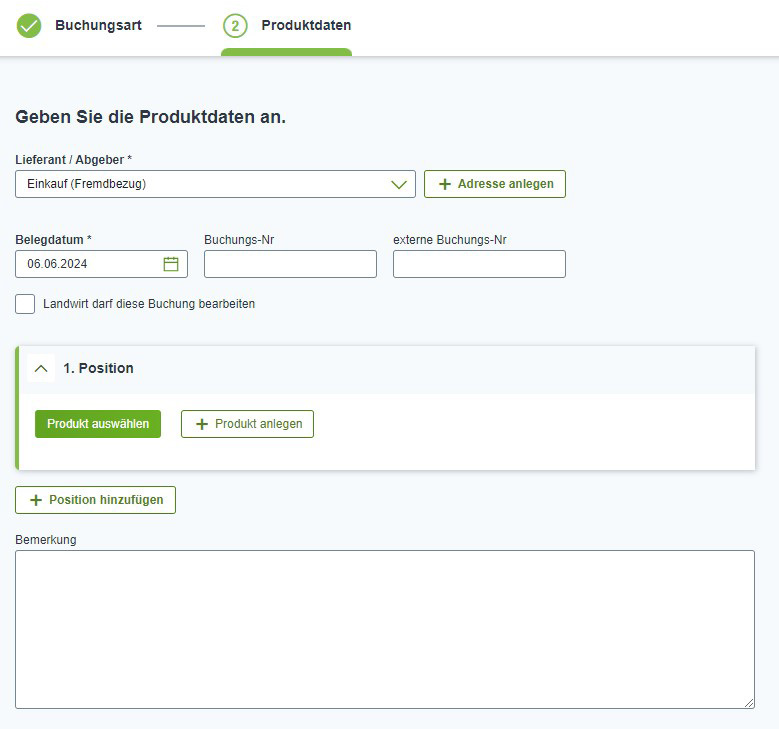 Buchungsart
2 Produktdaten
Geben Sie die Produktdaten an.
Lieferant / Abgeber *
Einkauf (Fremdbezug)
+ Adresse anlegen
Belegdatum * Buchungs-Nr externe Buchungs-Nr
06.06.2024
Landwirt darf diese Buchung bearbeiten
1. Position
Produkt auswählen + Produkt anlegen
+ Position hinzufügen
Bemerkung